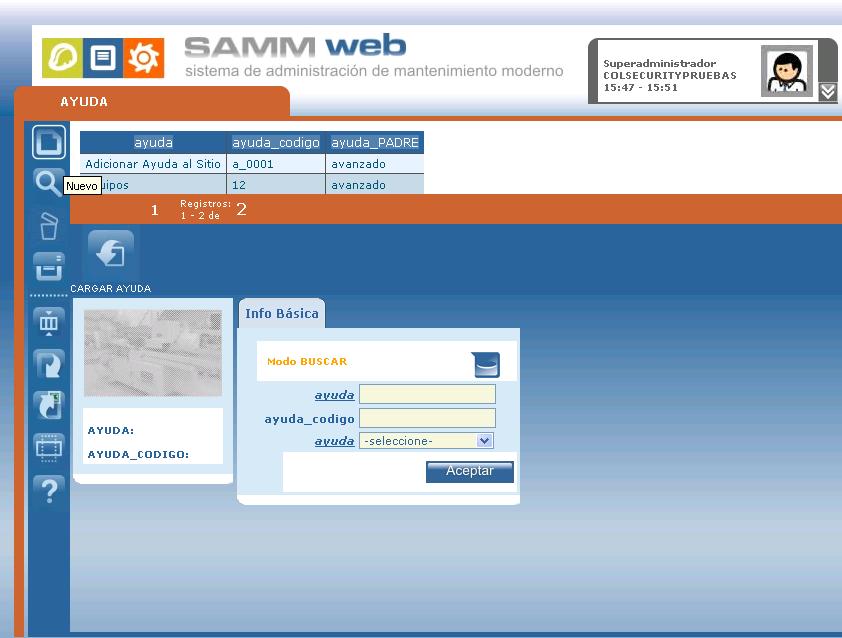 SAMM web
sistema de administración de mantenimiento moderno
Superadministrador
COLSECURITYPRUEBAS
15:47 - 15:51
AYUDA
ayuda ayuda_codigo ayuda_PADRE
Adicionar Ayuda al Sitio a_0001 avanzado
uipos 12 avanzado
Nuevo
1 Registros: 2
1 - 2 de
CARGAR AYUDA
Info Básica
Modo BUSCAR
ayuda
ayuda_codigo
ayuda -seleccione-
Aceptar
AYUDA:
AYUDA_CODIGO: